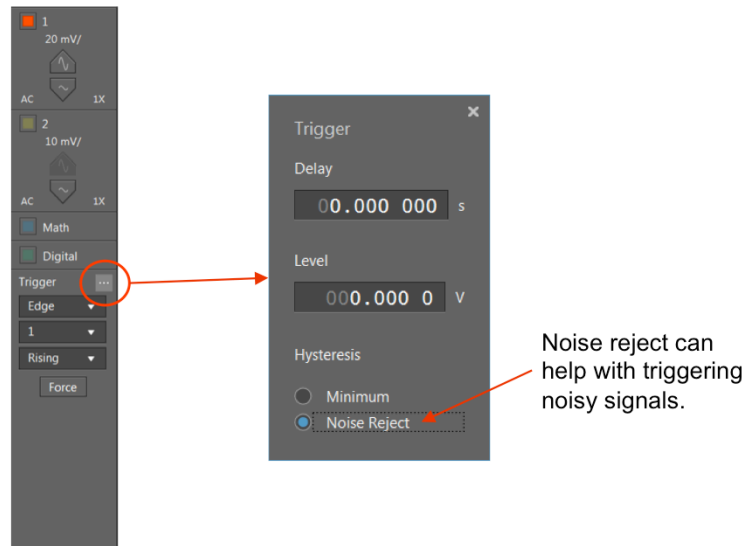 1
20 mV/
AC 1X
2
10 mV/
AC 1X
Math
Digital
Trigger ...
Edge
1
Rising
Force
Trigger
Delay
00.000 000 s
Level
000.000 0 V
Hysteresis
Minimum
Noise Reject
Noise reject can
help with triggering
noisy signals.